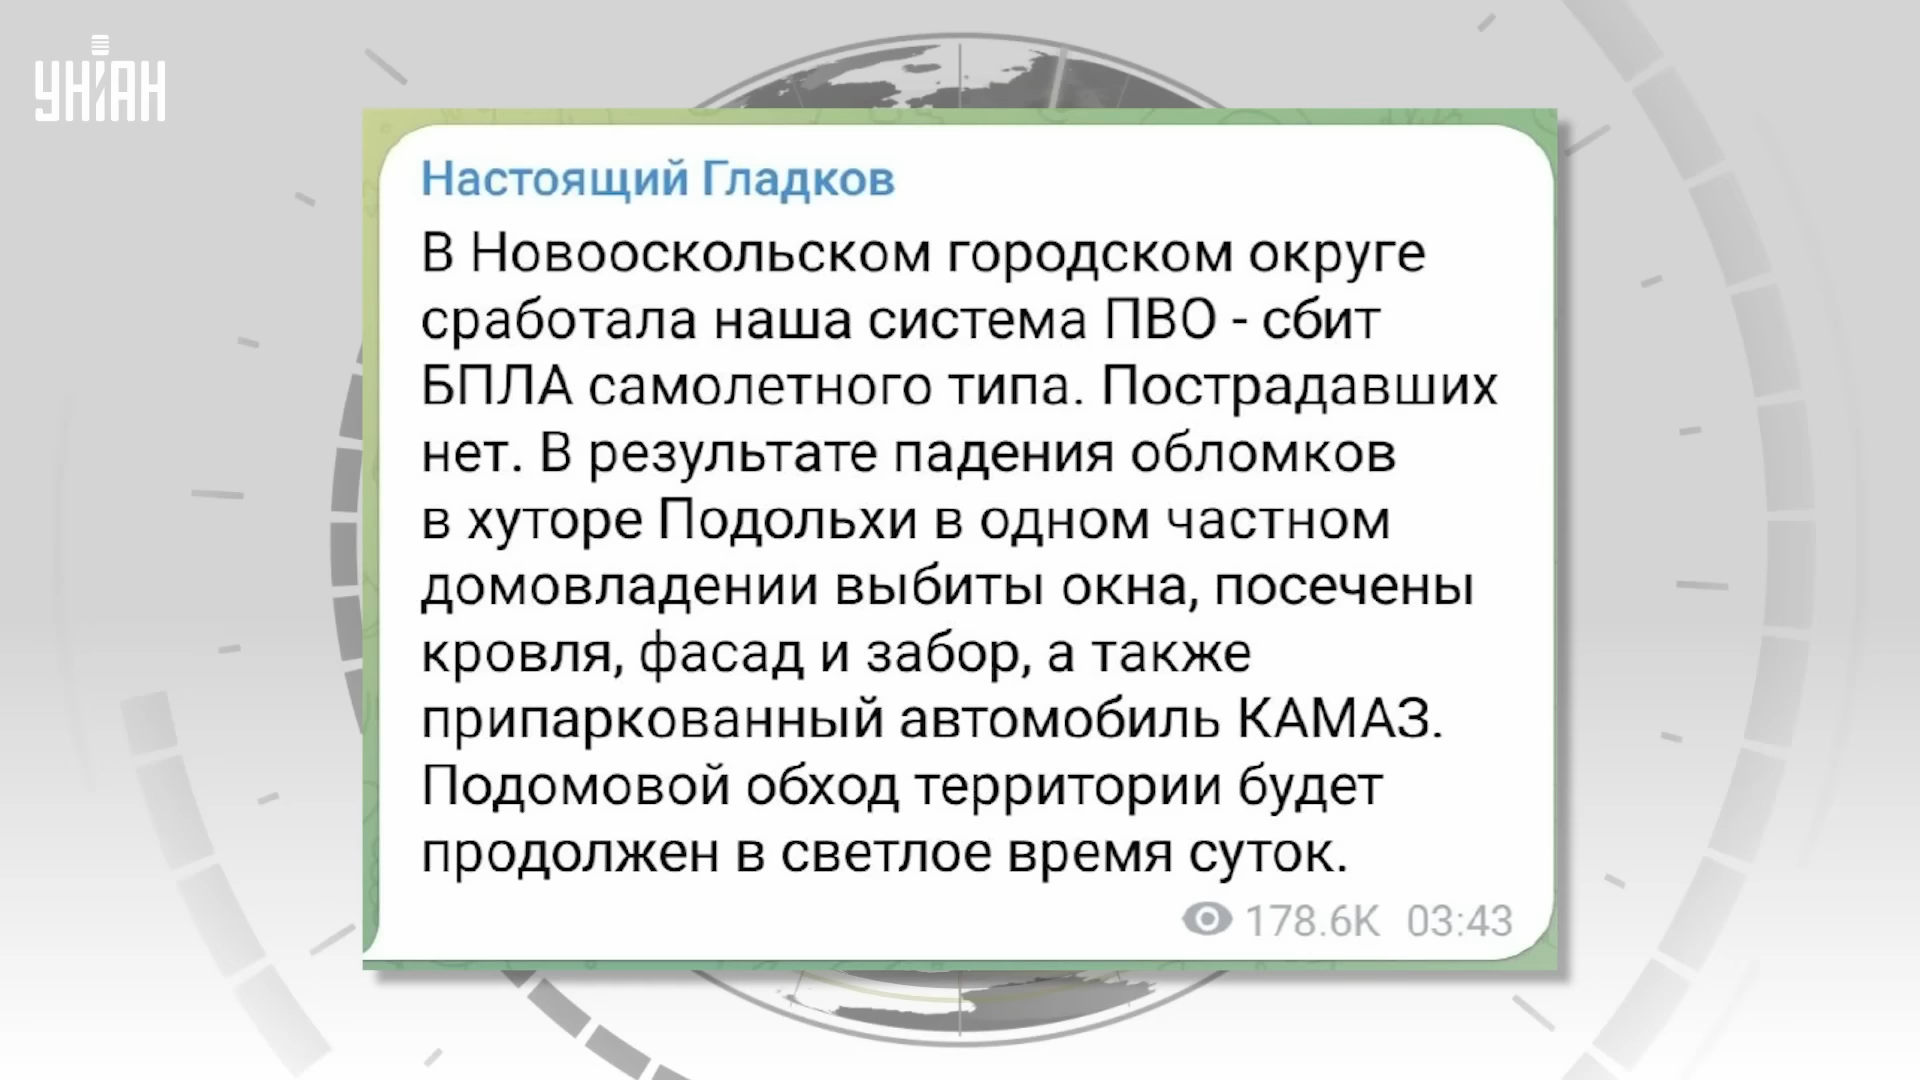 УНІАН
Настоящий Гладков
В Новооскольском городском округе
сработала наша система ПВО - сбит
БПЛА самолетного типа. Пострадавших
нет. В результате падения обломков
в хуторе Подольхи в одном частном
домовладении выбиты окна, посечены
кровля, фасад и забор, а также
припаркованный автомобиль КАМАЗ.
Подомовой обход территории будет
продолжен в светлое время суток.
178.6K 03:43